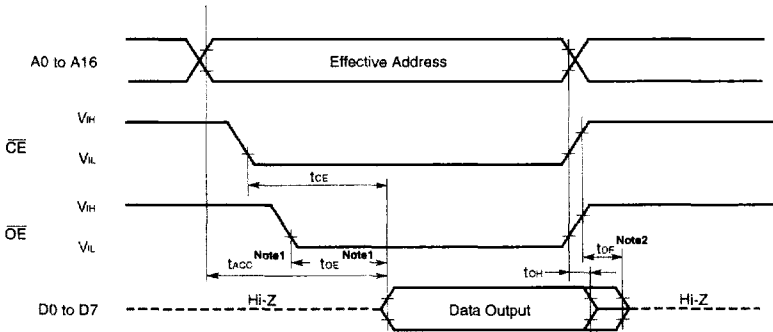 A0 to A16
Effective Address
CE
VIH
VIL
tCE
OE
VIH
VIL
tACC Note1
tOE Note1
tDF Note2
tOH
D0 to D7
Hi-Z
Data Output
Hi-Z